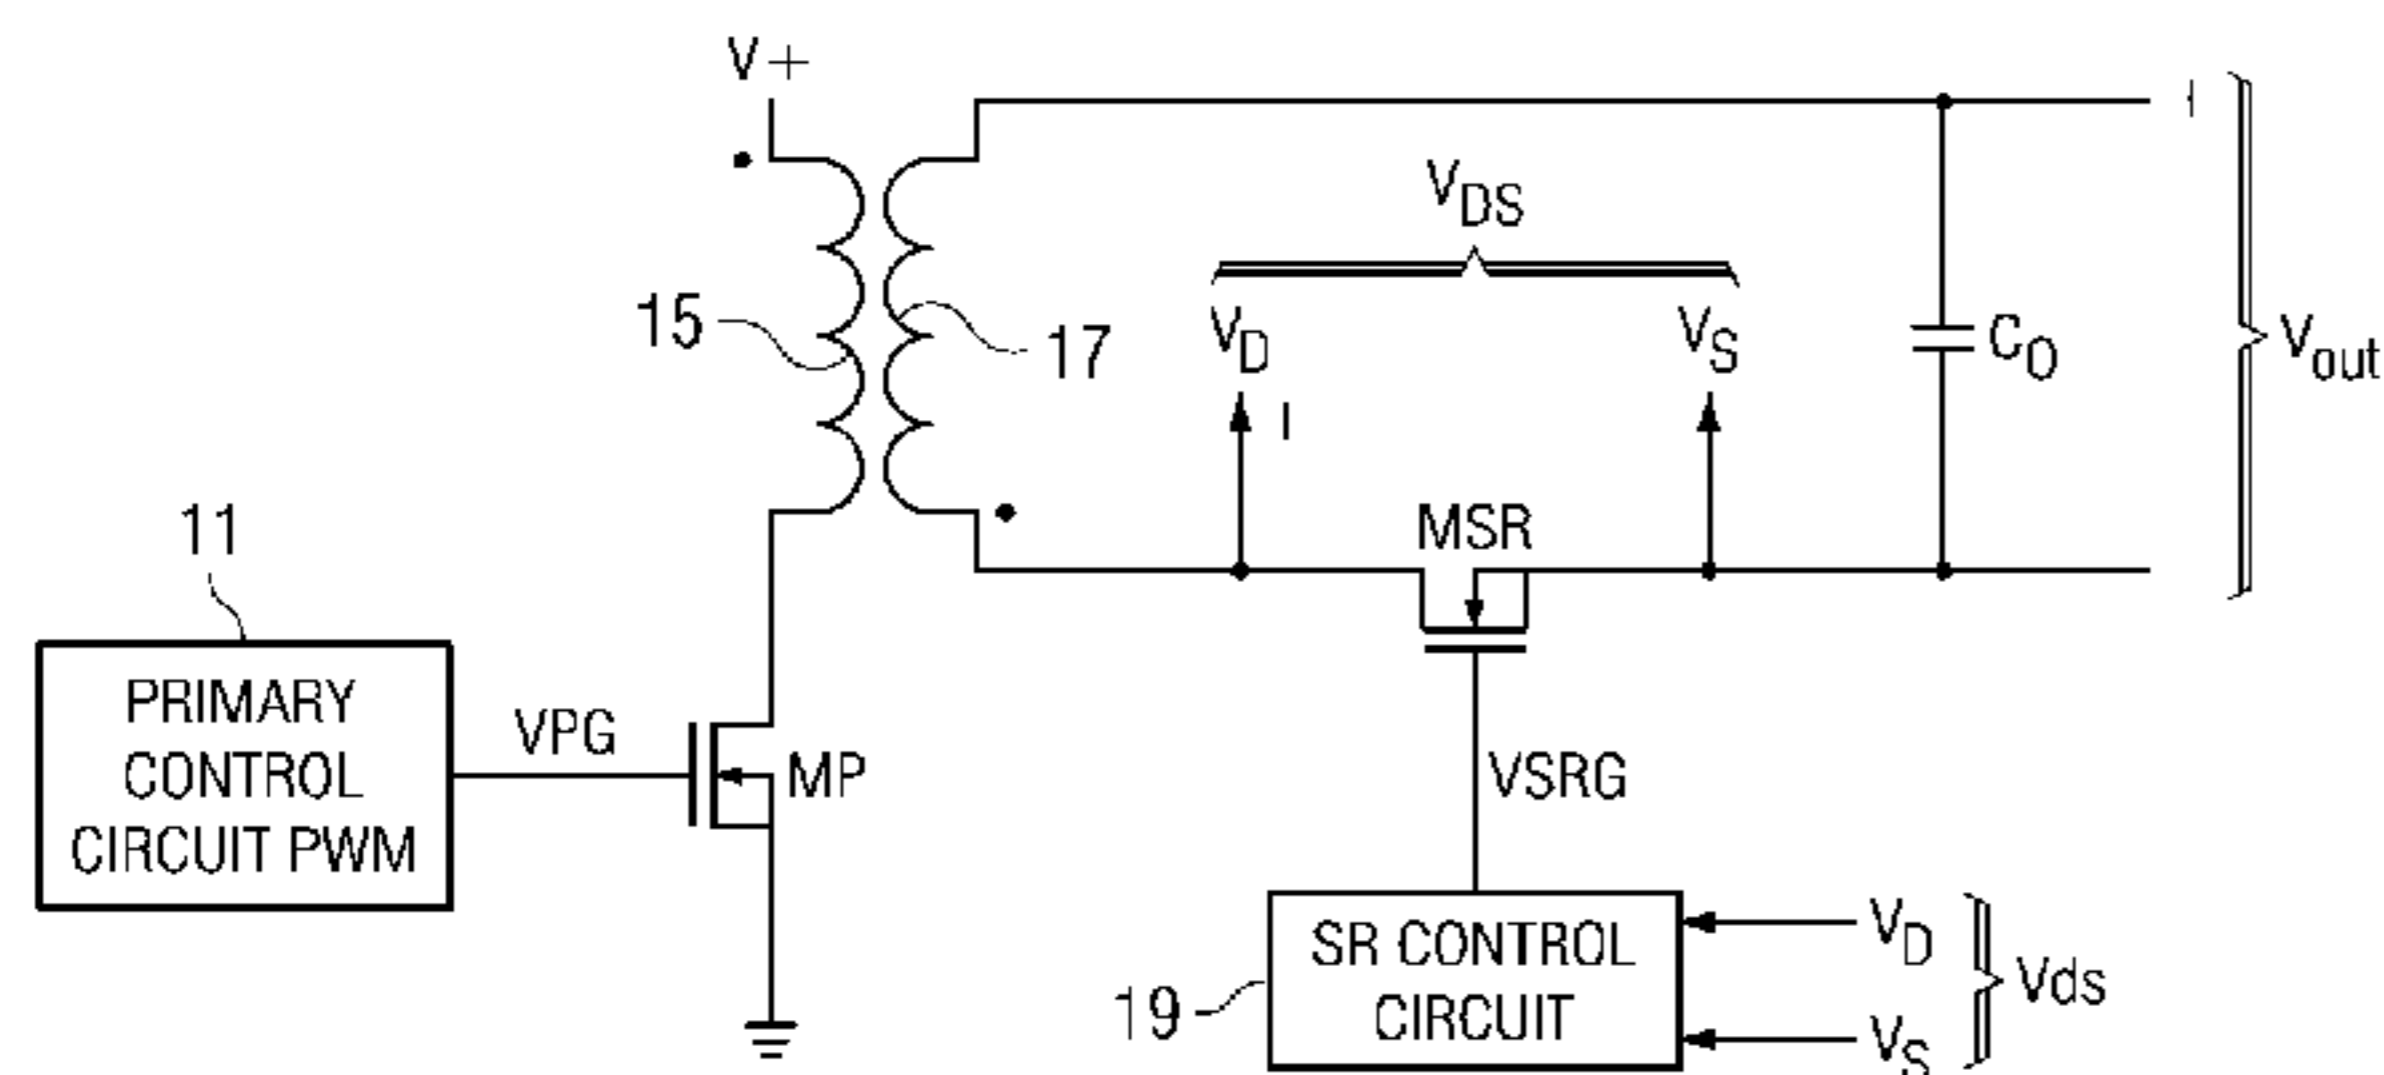 V+
VDS
15
17
VD
VS
CO
Vout
I
11
MSR
PRIMARY
CONTROL
CIRCUIT PWM
VPG
MP
VSRG
SR CONTROL
CIRCUIT
19
VD
VS
Vds